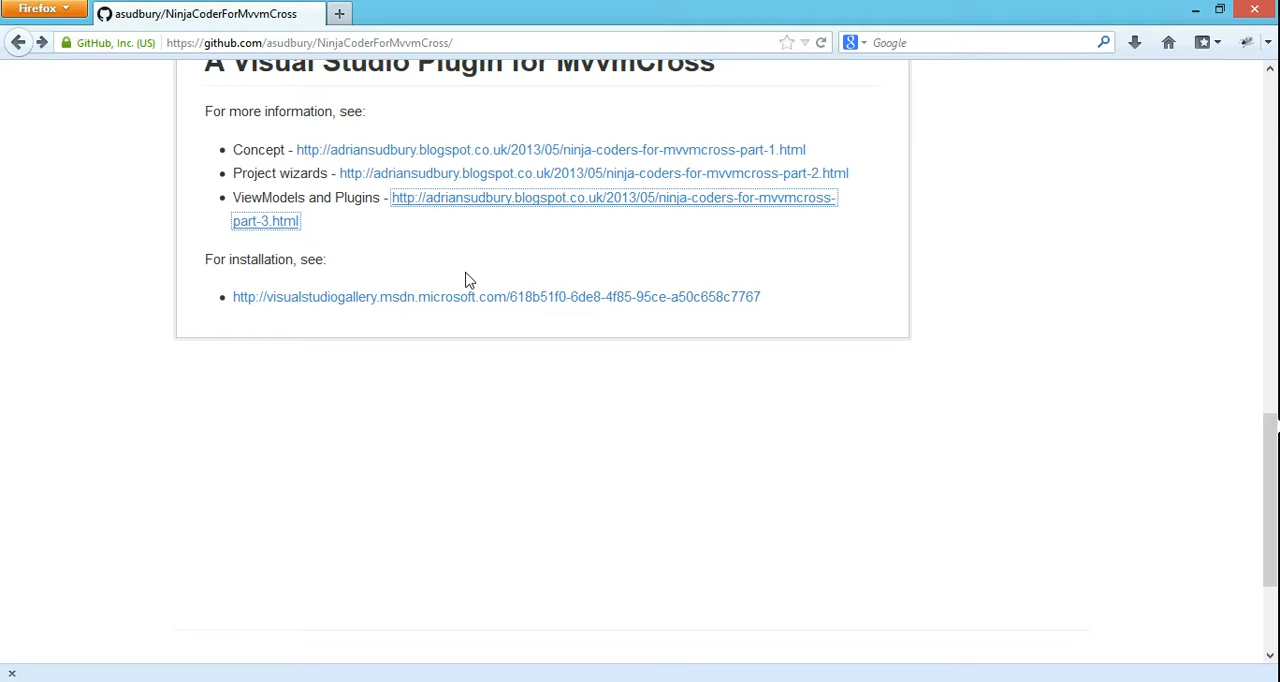 Firefox
asudbury/NinjaCoderForMvvmCross
GitHub, Inc. (US)
https://github.com/asudbury/NinjaCoderForMvvmCross/
Google
A Visual Studio Plugin for MvvmCross
For more information, see:
Concept - http://adriansudbury.blogspot.co.uk/2013/05/ninja-coders-for-mvvmcross-part-1.html
Project wizards - http://adriansudbury.blogspot.co.uk/2013/05/ninja-coders-for-mvvmcross-part-2.html
ViewModels and Plugins - http://adriansudbury.blogspot.co.uk/2013/05/ninja-coders-for-mvvmcross-
part-3.html
For installation, see:
http://visualstudiogallery.msdn.microsoft.com/618b51f0-6de8-4f85-95ce-a50c658c7767